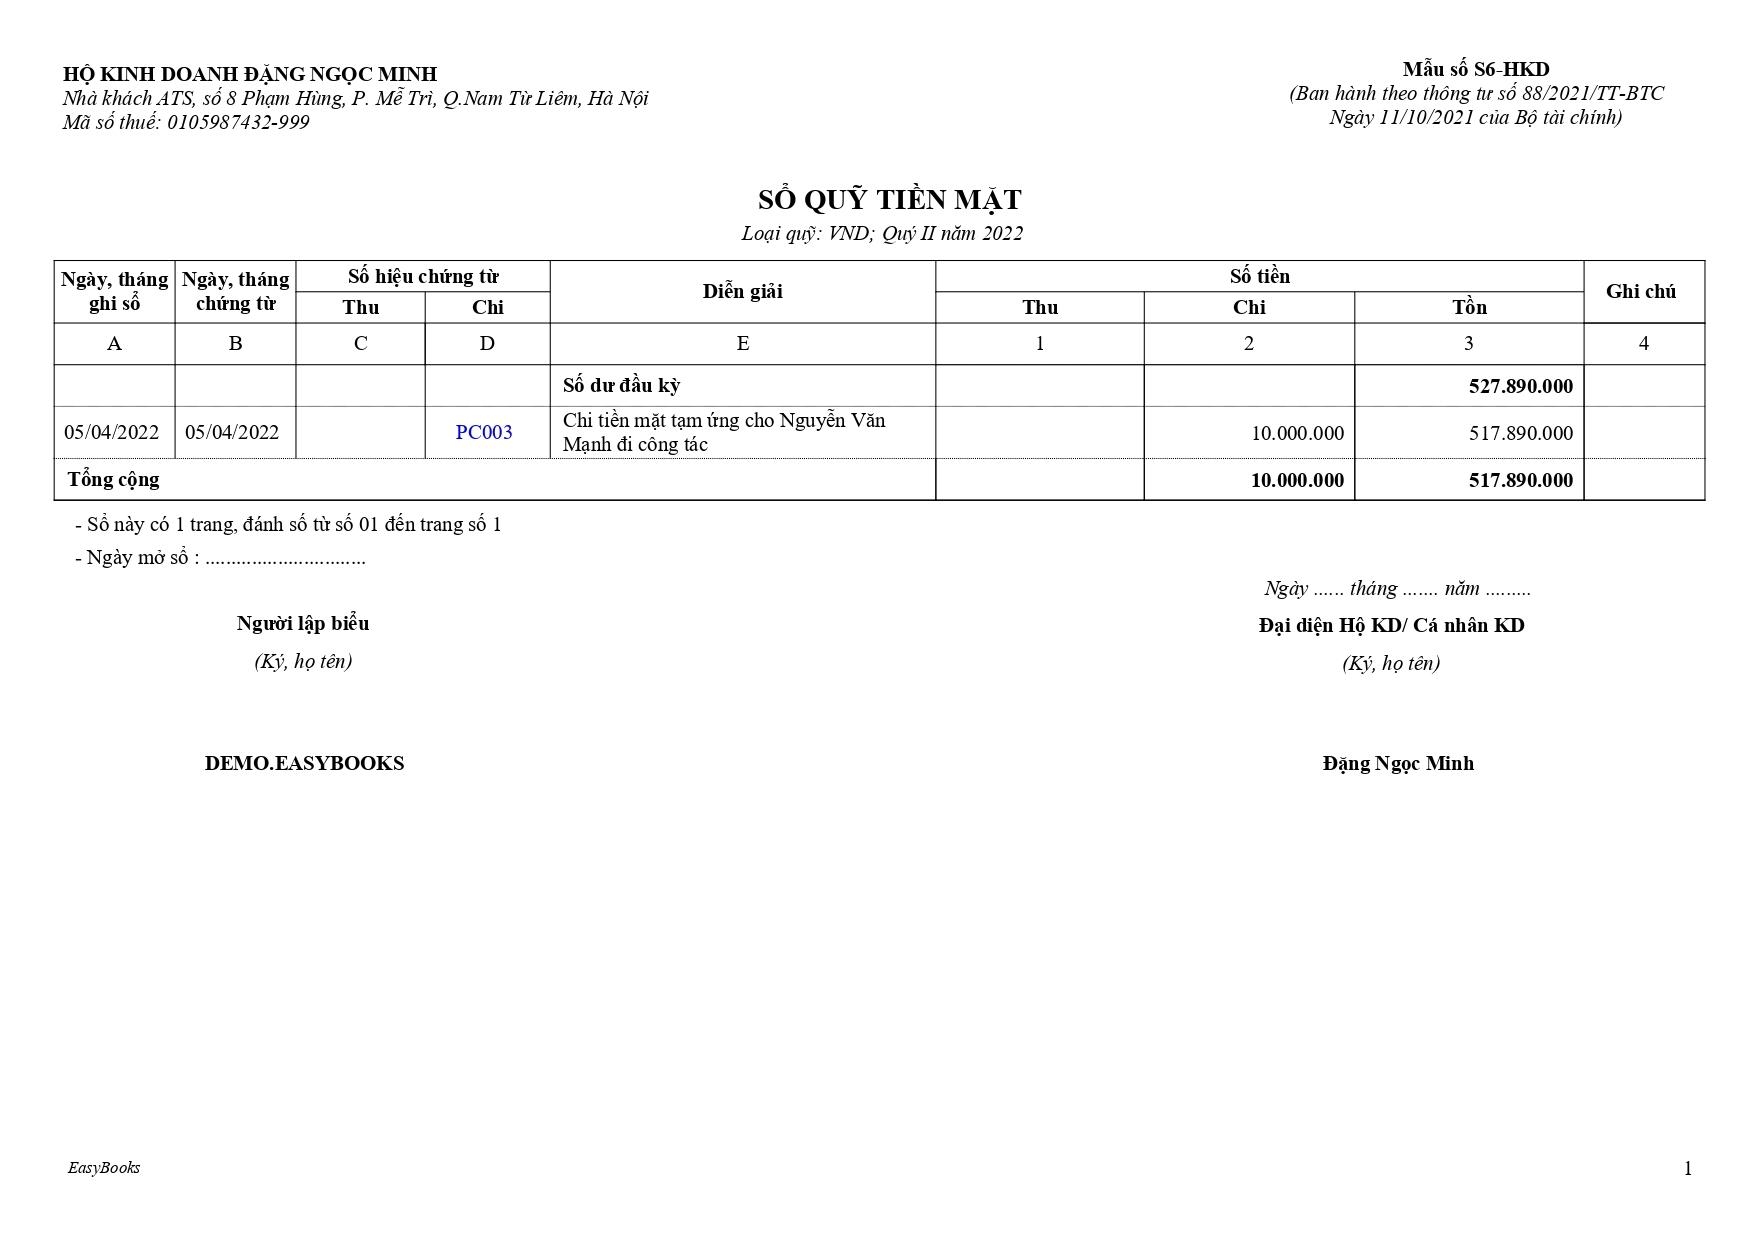 HỘ KINH DOANH ĐẶNG NGỌC MINH
Nhà khách ATS, số 8 Phạm Hùng, P. Mễ Trì, Q.Nam Từ Liêm, Hà Nội
Mã số thuế: 0105987432-999
Mẫu số S6-HKD
(Ban hành theo thông tư số 88/2021/TT-BTC
Ngày 11/10/2021 của Bộ tài chính)
SỔ QUỸ TIỀN MẶT
Loại quỹ: VND; Quý II năm 2022
Ngày, tháng ghi sổ Ngày, tháng chứng từ Số hiệu chứng từ Diễn giải Số tiền Ghi chú
Thu Chi Thu Chi Tồn
A B C D E 1 2 3 4
Số dư đầu kỳ 527.890.000
05/04/2022 05/04/2022 PC003 Chi tiền mặt tạm ứng cho Nguyễn Văn Mạnh đi công tác 10.000.000 517.890.000
Tổng cộng 10.000.000 517.890.000
- Sổ này có 1 trang, đánh số từ số 01 đến trang số 1
- Ngày mở sổ : ...............................
Ngày ...... tháng ....... năm .........
Người lập biểu Đại diện Hộ KD/ Cá nhân KD
(Ký, họ tên) (Ký, họ tên)
DEMO.EASYBOOKS Đặng Ngọc Minh
EasyBooks 1